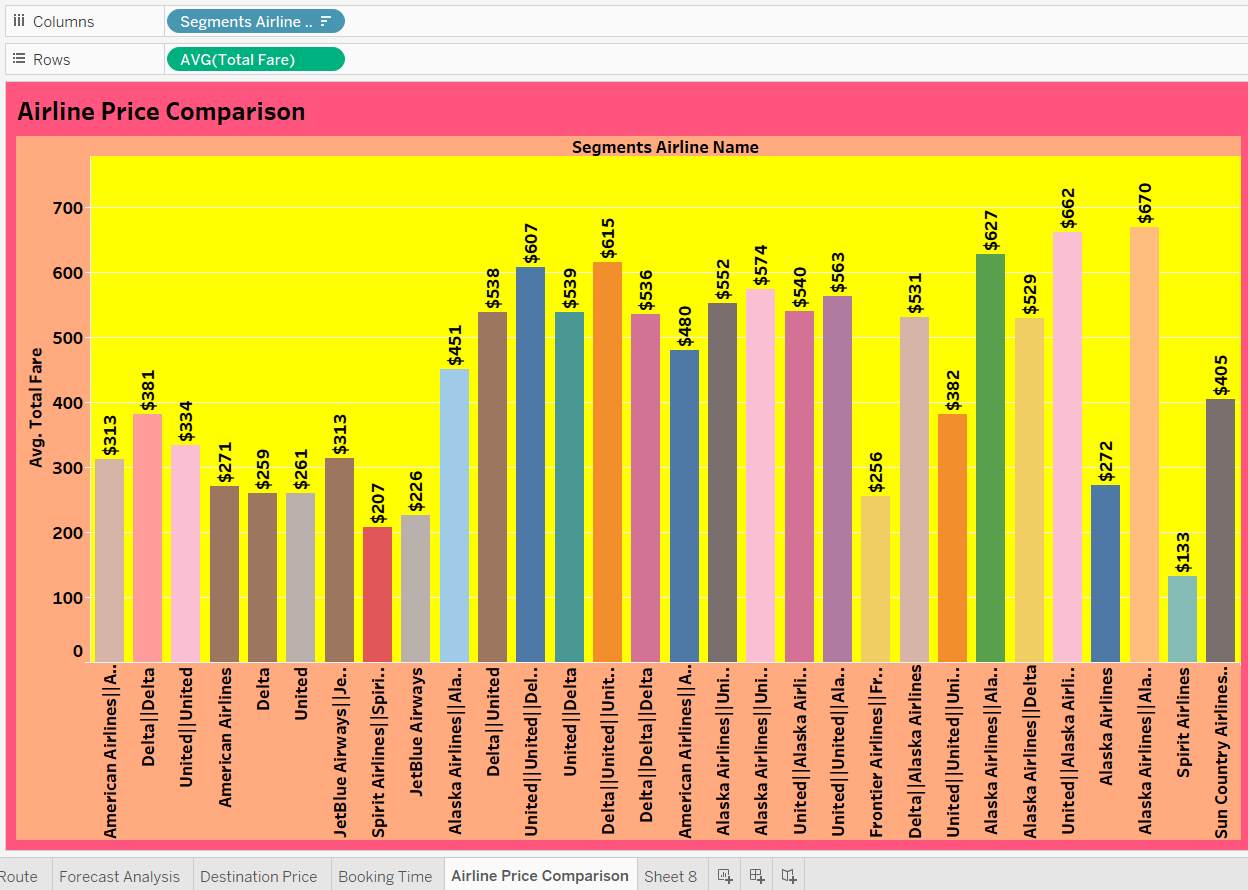 Columns
Segments Airline ..
Rows
AVG(Total Fare)
Airline Price Comparison
Segments Airline Name
Avg. Total Fare
700
600
500
400
300
200
100
0
$313
$381
$334
$271
$259
$261
$313
$207
$226
$451
$538
$607
$539
$615
$536
$480
$552
$574
$540
$563
$256
$531
$382
$627
$529
$662
$272
$670
$133
$405
American Airlines||A..
Delta||Delta
United||United
American Airlines
Delta
United
JetBlue Airways||Je..
Spirit Airlines||Spiri..
JetBlue Airways
Alaska Airlines||Ala..
Delta||United
United||United||Del..
United||Delta
Delta||United||Unit..
Delta||Delta||Delta
American Airlines||A..
Alaska Airlines||Uni..
Alaska Airlines||Uni..
United||Alaska Airli..
United||United||Ala..
Frontier Airlines||Fr..
Delta||Alaska Airlines
United||United||Uni..
Alaska Airlines||Ala..
Alaska Airlines||Delta
United||Alaska Airli..
Alaska Airlines
Alaska Airlines||Ala..
Spirit Airlines
Sun Country Airlines..
Route
Forecast Analysis
Destination Price
Booking Time
Airline Price Comparison
Sheet 8